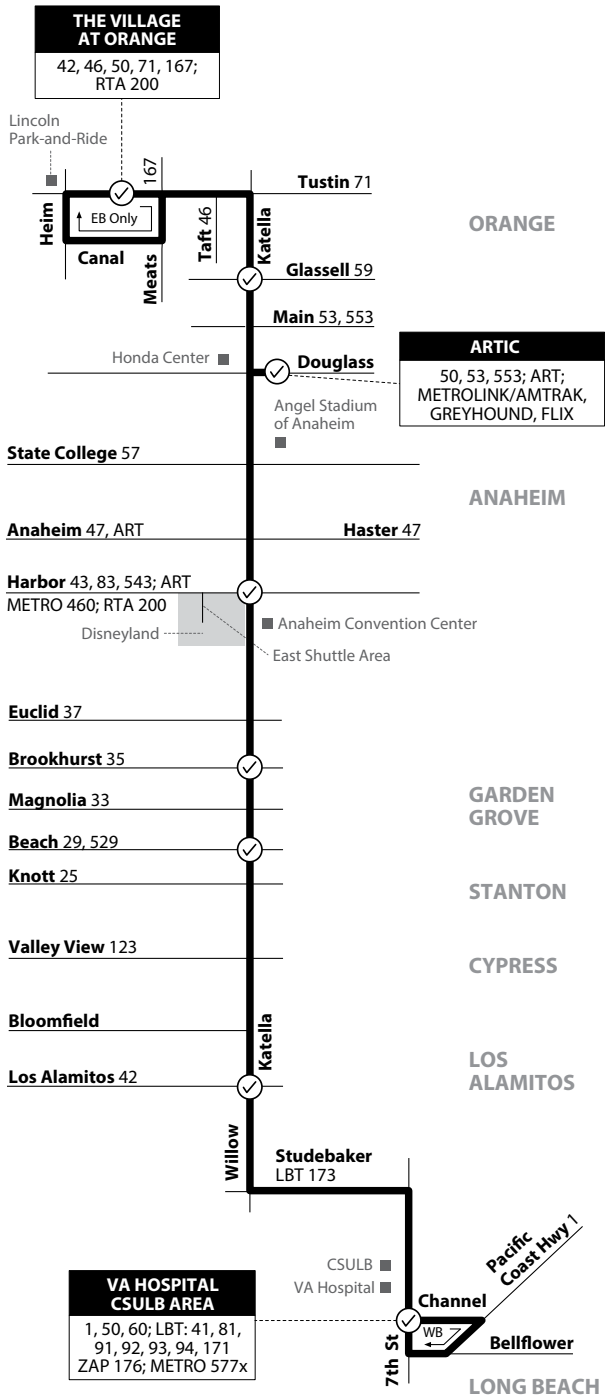 THE VILLAGE
AT ORANGE
42, 46, 50, 71, 167;
RTA 200
Lincoln
Park-and-Ride
167
Tustin 71
Heim
EB Only
Taft 46
Katella
ORANGE
Canal
Meats
Glassell 59
Main 53, 553
Honda Center
Douglass
ARTIC
50, 53, 553; ART;
METROLINK/AMTRAK,
GREYHOUND, FLIX
Angel Stadium
of Anaheim
State College 57
ANAHEIM
Anaheim 47, ART
Haster 47
Harbor 43, 83, 543; ART
METRO 460; RTA 200
Disneyland
Anaheim Convention Center
East Shuttle Area
Euclid 37
Brookhurst 35
Magnolia 33
GARDEN
GROVE
Beach 29, 529
Knott 25
STANTON
Valley View 123
CYPRESS
Bloomfield
Katella
LOS
ALAMITOS
Los Alamitos 42
Willow
Studebaker
LBT 173
Pacific
Coast Hwy 1
CSULB
VA Hospital
VA HOSPITAL
CSULB AREA
1, 50, 60; LBT: 41, 81,
91, 92, 93, 94, 171
ZAP 176; METRO 577x
Channel
WB
7th St
Bellflower
LONG BEACH